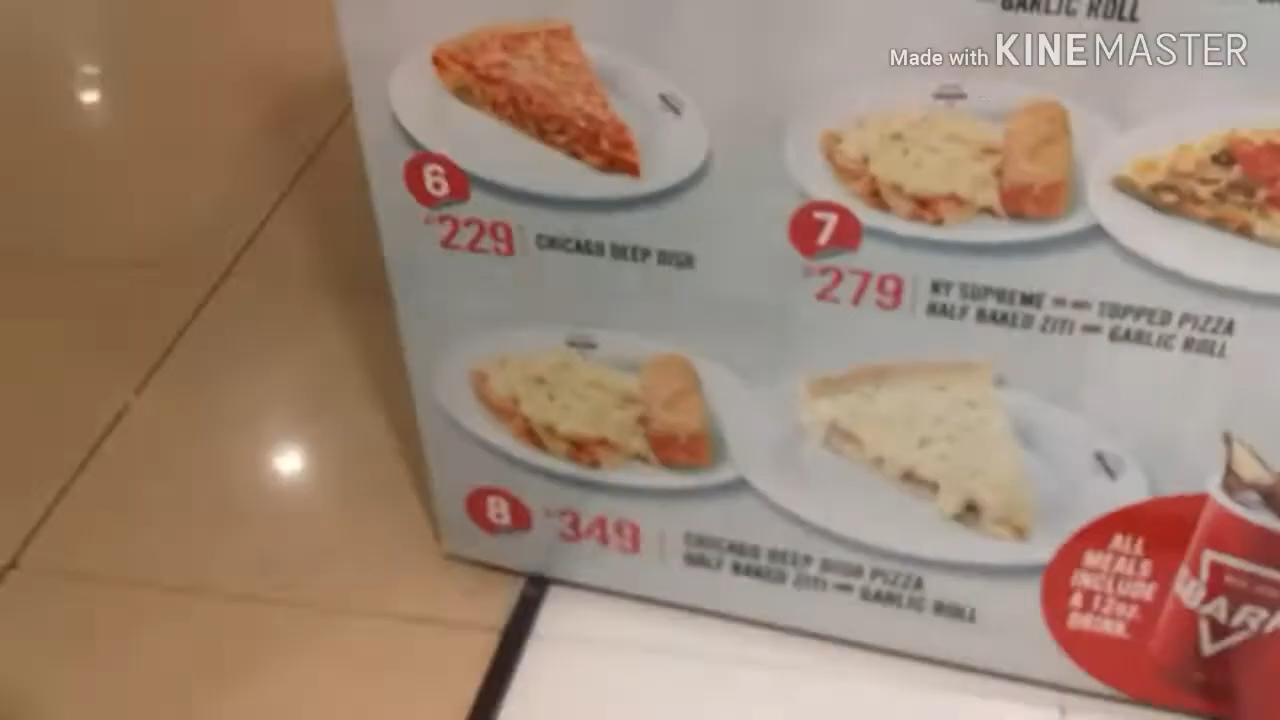 GARLIC ROLL
Made with KINEMASTER
6
229 CHICAGO DEEP DISH
7
279 NY SUPREME TOPPED PIZZA
HALF BAKED ZITI GARLIC ROLL
8
349 CHICAGO DEEP DISH PIZZA
HALF BAKED ZITI GARLIC ROLL
ALL
MEALS
INCLUDE
A 12oz.
DRINK.